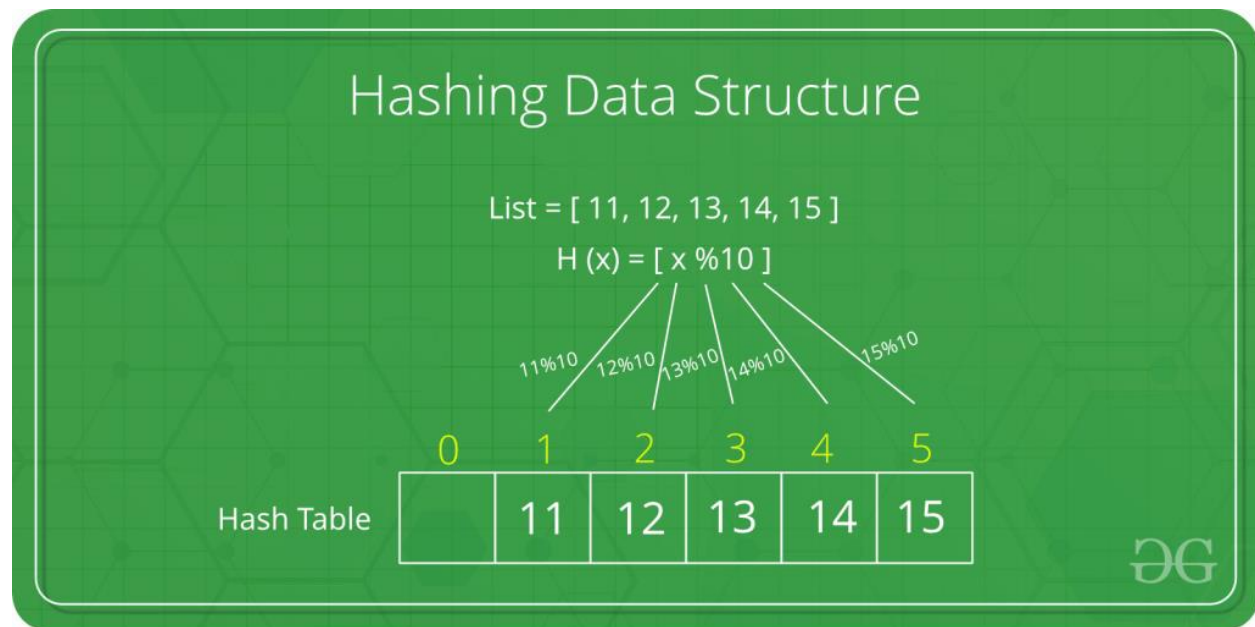 Hashing Data Structure
List = [ 11, 12, 13, 14, 15 ]
H (x) = [ x %10 ]
11%10 12%10 13%10 14%10 15%10
0 1 2 3 4 5
Hash Table 11 12 13 14 15
GG